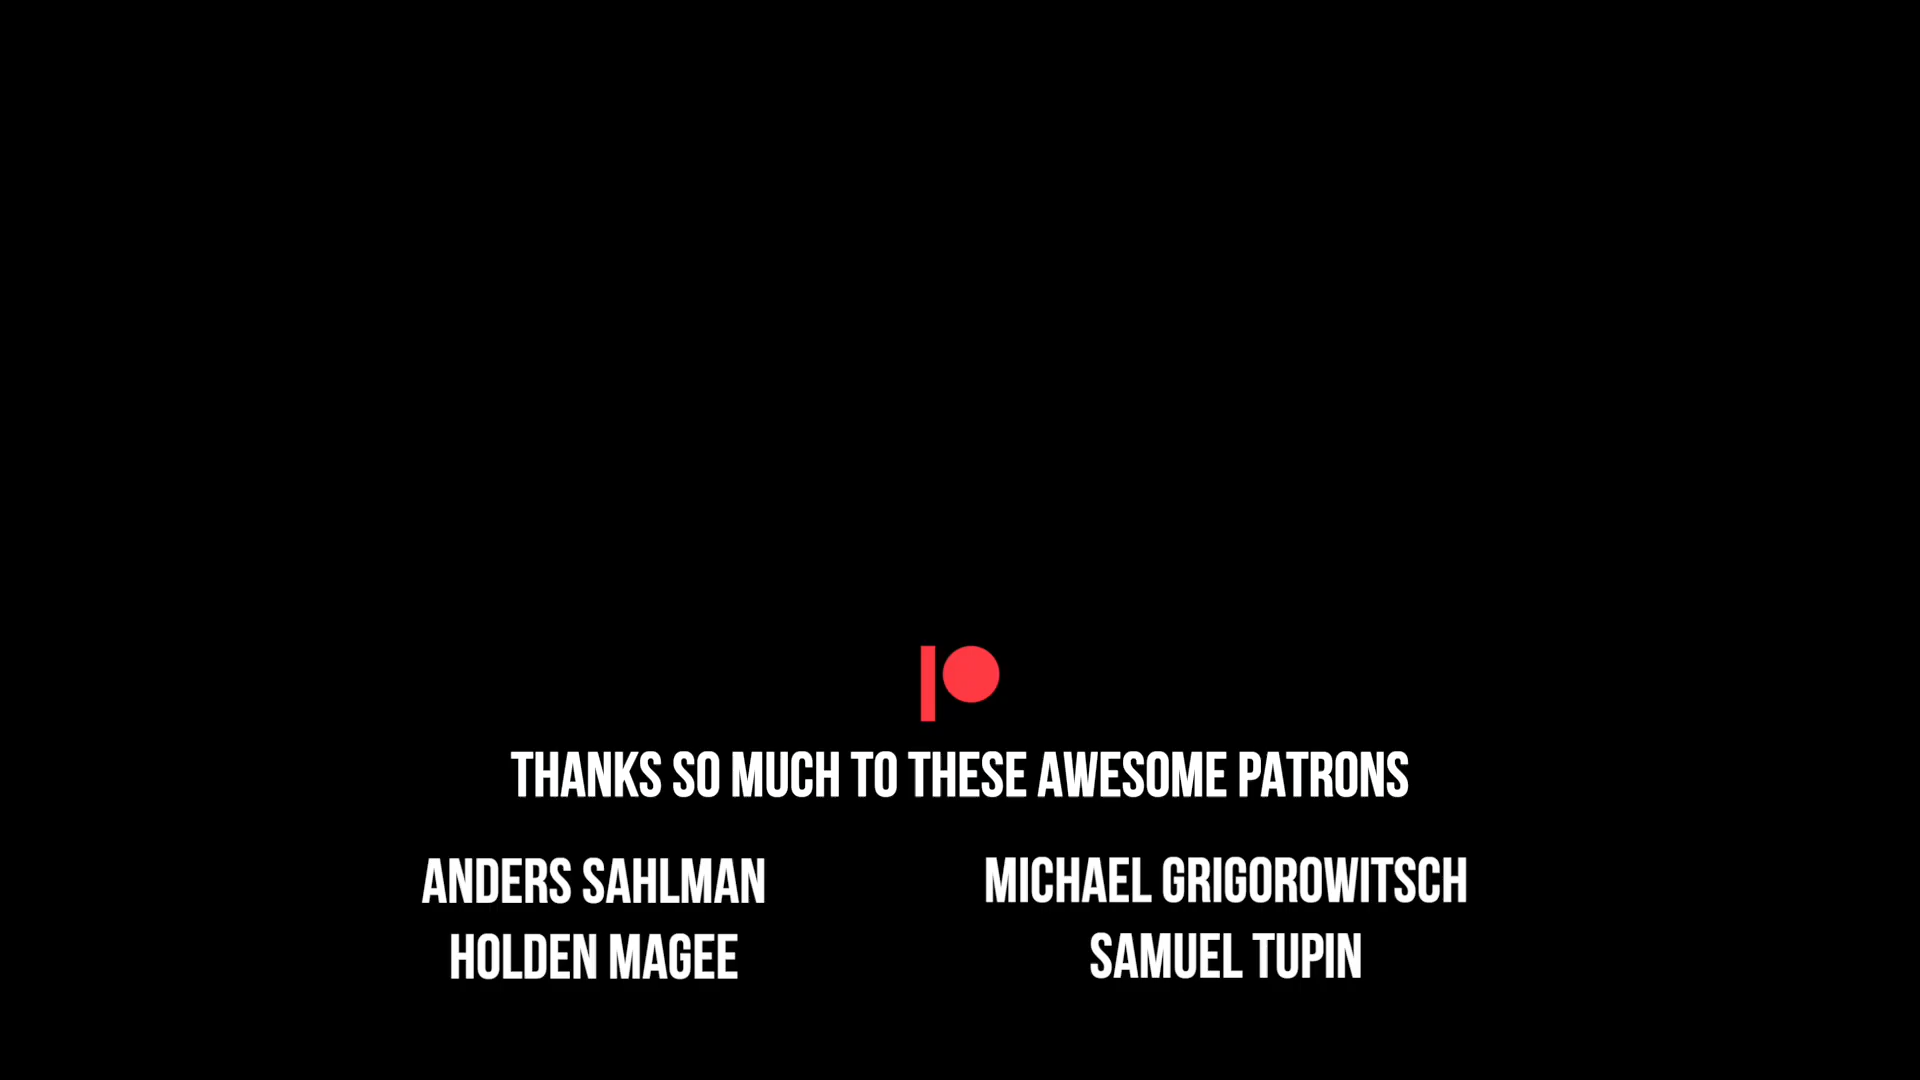 THANKS SO MUCH TO THESE AWESOME PATRONS
ANDERS SAHLMAN
MICHAEL GRIGOROWITSCH
HOLDEN MAGEE
SAMUEL TUPIN